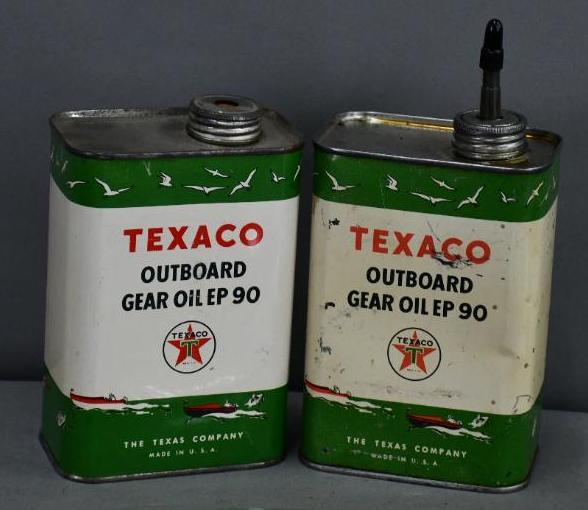 TEXACO
OUTBOARD
GEAR OIL EP 90
TEXACO
T
THE TEXAS COMPANY
MADE IN U. S. A.
TEXACO
OUTBOARD
GEAR OIL EP 90
TEXACO
T
THE TEXAS COMPANY
MADE IN U. S. A.